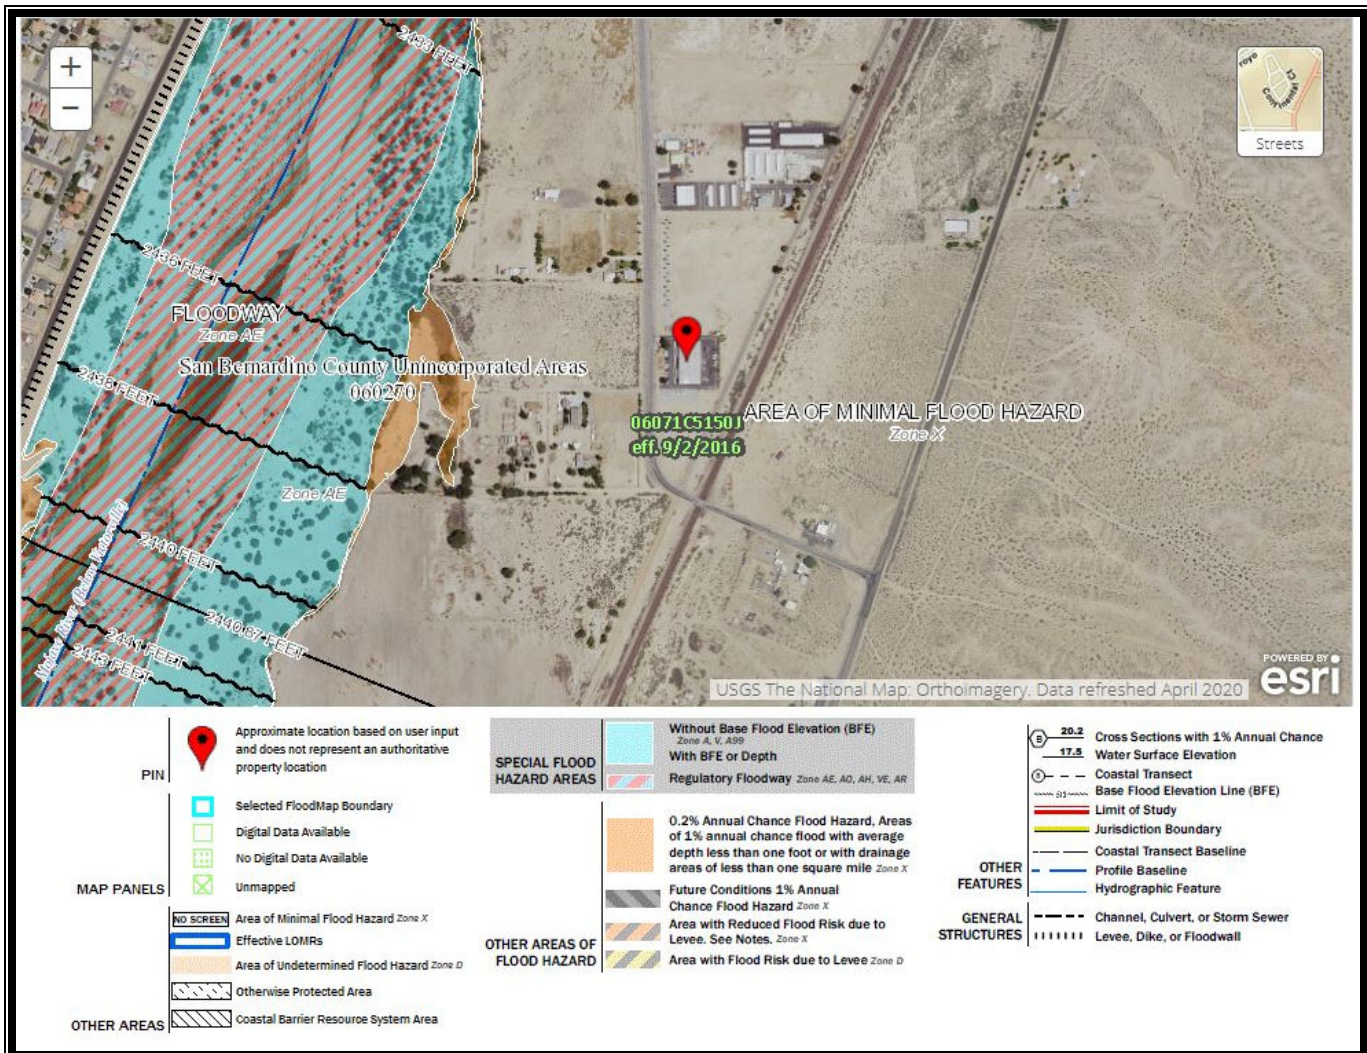 +
−
2433 FEET
royo
Continental Ct
Streets
2436 FEET
FLOODWAY
Zone AE
San Bernardino County Unincorporated Areas
060270
2438 FEET
06071C5150J
eff. 9/2/2016
AREA OF MINIMAL FLOOD HAZARD
Zone X
Zone AE
2440 FEET
Mojave River (Below Victorville)
2440.87 FEET
2441 FEET
2443 FEET
USGS The National Map: Orthoimagery. Data refreshed April 2020
POWERED BY
esri
PIN
Approximate location based on user input
and does not represent an authoritative
property location
MAP PANELS
Selected FloodMap Boundary
Digital Data Available
No Digital Data Available
Unmapped
OTHER AREAS
NO SCREEN Area of Minimal Flood Hazard Zone X
Effective LOMRs
Area of Undetermined Flood Hazard Zone D
Otherwise Protected Area
Coastal Barrier Resource System Area
SPECIAL FLOOD
HAZARD AREAS
Without Base Flood Elevation (BFE)
Zone A, V, A99
With BFE or Depth
Regulatory Floodway Zone AE, AO, AH, VE, AR
OTHER AREAS OF
FLOOD HAZARD
0.2% Annual Chance Flood Hazard, Areas
of 1% annual chance flood with average
depth less than one foot or with drainage
areas of less than one square mile Zone X
Future Conditions 1% Annual
Chance Flood Hazard Zone X
Area with Reduced Flood Risk due to
Levee. See Notes. Zone X
Area with Flood Risk due to Levee Zone D
OTHER
FEATURES
B 20.2 Cross Sections with 1% Annual Chance
17.5 Water Surface Elevation
8 Coastal Transect
513 Base Flood Elevation Line (BFE)
Limit of Study
Jurisdiction Boundary
Coastal Transect Baseline
Profile Baseline
Hydrographic Feature
GENERAL
STRUCTURES
Channel, Culvert, or Storm Sewer
Levee, Dike, or Floodwall